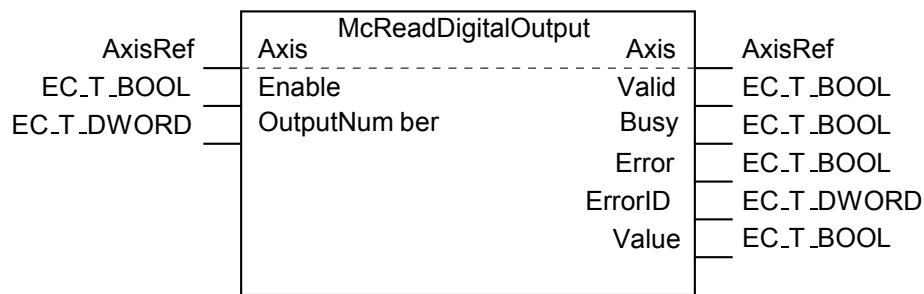 McReadDigitalOutput
AxisRef Axis Axis AxisRef
EC_T_BOOL Enable Valid EC_T_BOOL
EC_T_DWORD OutputNum ber Busy EC_T_BOOL
Error EC_T_BOOL
ErrorID EC_T_DWORD
Value EC_T_BOOL